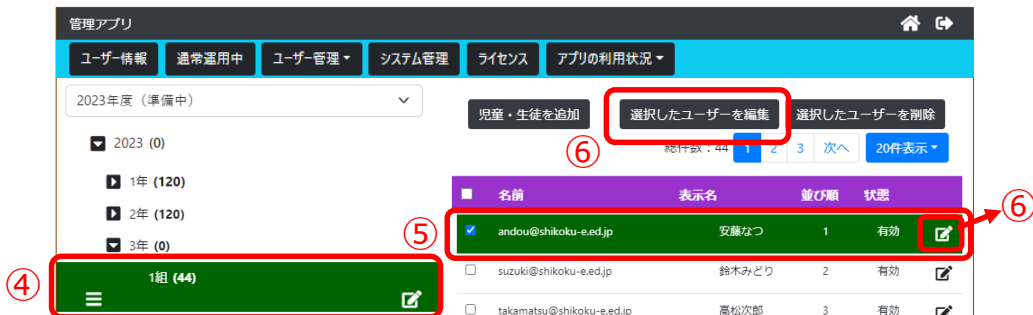 管理アプリ
ユーザー情報 通常運用中 ユーザー管理 システム管理 ライセンス アプリの利用状況
2023年度（準備中）
児童・生徒を追加 選択したユーザーを編集 選択したユーザーを削除
⑥
総件数：44 1 2 3 次へ 20件表示
2023 (0)
1年 (120)
2年 (120)
3年 (0)
④
1組 (44)
名前 表示名 並び順 状態
⑤
andou@shikoku-e.ed.jp 安藤なつ 1 有効
⑥
suzuki@shikoku-e.ed.jp 鈴木みどり 2 有効
takamatsu@shikoku-e.ed.jp 高松次郎 3 有効